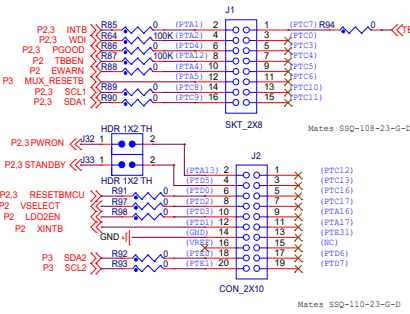 J1
P2,3 INTB R85 0 (PTA1) 2 1 (PTC7) R94 0
P2,3 WDI R64 100K (PTA2) 4 3 (PTC0)
P2,3 PGOOD R86 0 (PTD4) 6 5 (PTC3)
P2 TBBEN R87 100K (PTA12) 8 7 (PTC4)
P2 EWARN R88 0 (PTA4) 10 9 (PTC5)
P3 MUX_RESETB (PTA5) 12 11 (PTC6)
P2,3 SCL1 R89 0 (PTC8) 14 13 (PTC10)
P2,3 SDA1 R90 0 (PTC9) 16 15 (PTC11)
SKT_2X8
Mates SSQ-108-23-G-D
HDR 1X2 TH
P2,3 PWRON J32 1 2
P2,3 STANDBY J33 1 2
HDR 1X2 TH
J2
(PTA13) 2 1 (PTC12)
(PTD5) 4 3 (PTC13)
P2,3 RESETBMCU R91 0 (PTD0) 6 5 (PTC16)
P2 VSELECT R97 0 (PTD2) 8 7 (PTC17)
P2 LDO2EN R98 0 (PTD3) 10 9 (PTA16)
P2 XINTB (PTD1) 12 11 (PTA17)
GND (GND) 14 13 (PTE31)
(VREF) 16 15 (NC)
P3 SDA2 R92 0 (PTE0) 18 17 (PTD6)
P3 SCL2 R93 0 (PTE1) 20 19 (PTD7)
CON_2X10
Mates SSQ-110-23-G-D